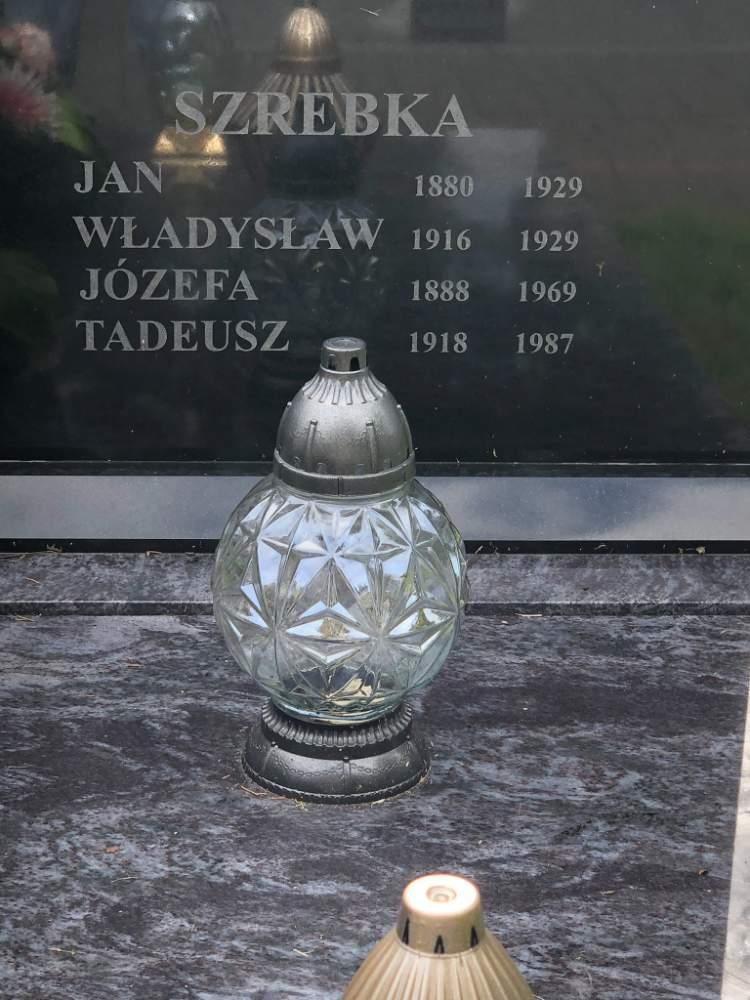 SZREBKA
JAN 1880 1929
WŁADYSŁAW 1916 1929
JÓZEFA 1888 1969
TADEUSZ 1918 1987